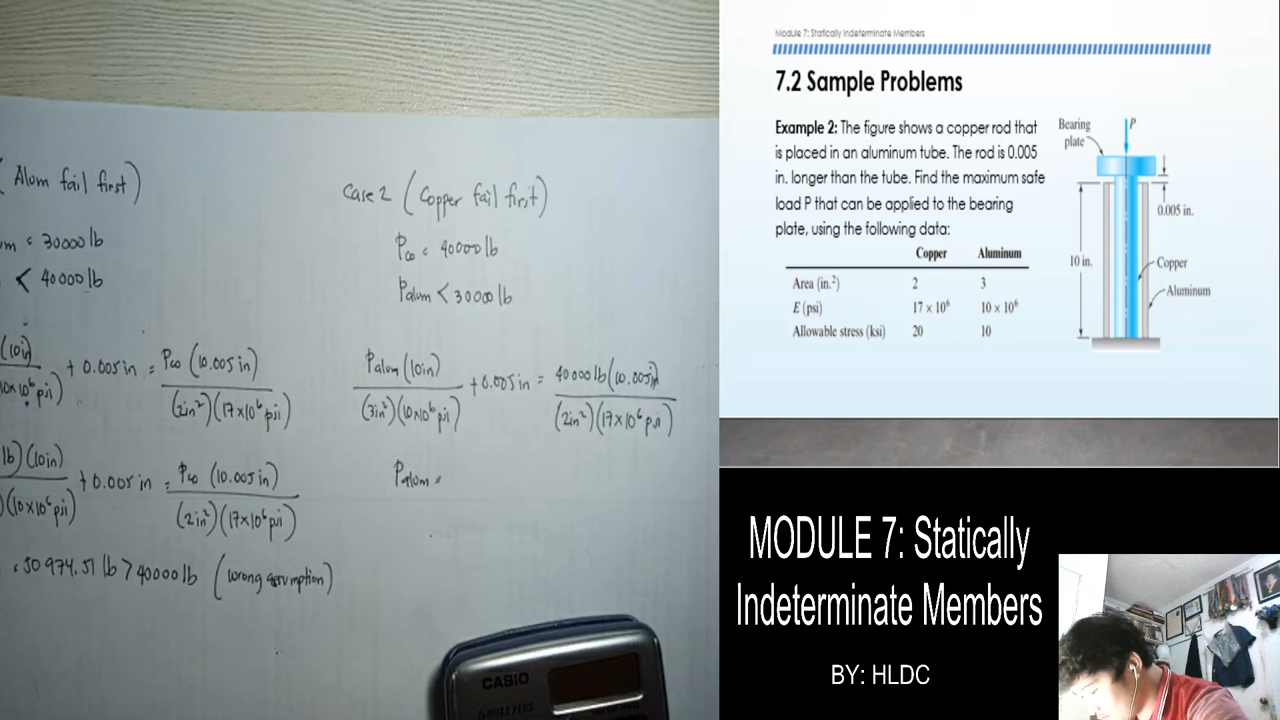 ( Alum fail first)
um = 30000 lb
< 40000 lb
(10in)
10x10⁶ psi) + 0.005 in = Pco (10.005 in)
(2in²)(17x10⁶ psi)
lb)(10in)
)(10x10⁶ psi) + 0.005 in = Pco (10.005 in)
(2in²)(17x10⁶ psi)
= 50974.51 lb > 40000 lb (wrong assumption)
Case 2 (Copper fail first)
Pco = 40000 lb
Palum < 30000 lb
Palum (10in)
(3in²)(10x10⁶ psi) + 0.005 in = 40000 lb (10.005in)
(2in²)(17x10⁶ psi)
Palum =
CASIO
Module 7: Statically Indeterminate Members
7.2 Sample Problems
Example 2: The figure shows a copper rod that
is placed in an aluminum tube. The rod is 0.005
in. longer than the tube. Find the maximum safe
load P that can be applied to the bearing
plate, using the following data:
Copper Aluminum
Area (in.²) 2 3
E (psi) 17 × 10⁶ 10 × 10⁶
Allowable stress (ksi) 20 10
Bearing
plate
P
0.005 in.
10 in.
Copper
Aluminum
MODULE 7: Statically
Indeterminate Members
BY: HLDC